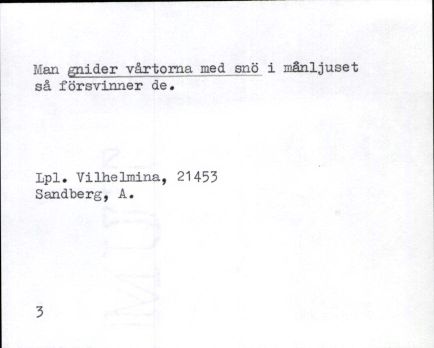 Man gnider vårtorna med snö i månljuset
så försvinner de.
Lpl. Vilhelmina, 21453
Sandberg, A.
3